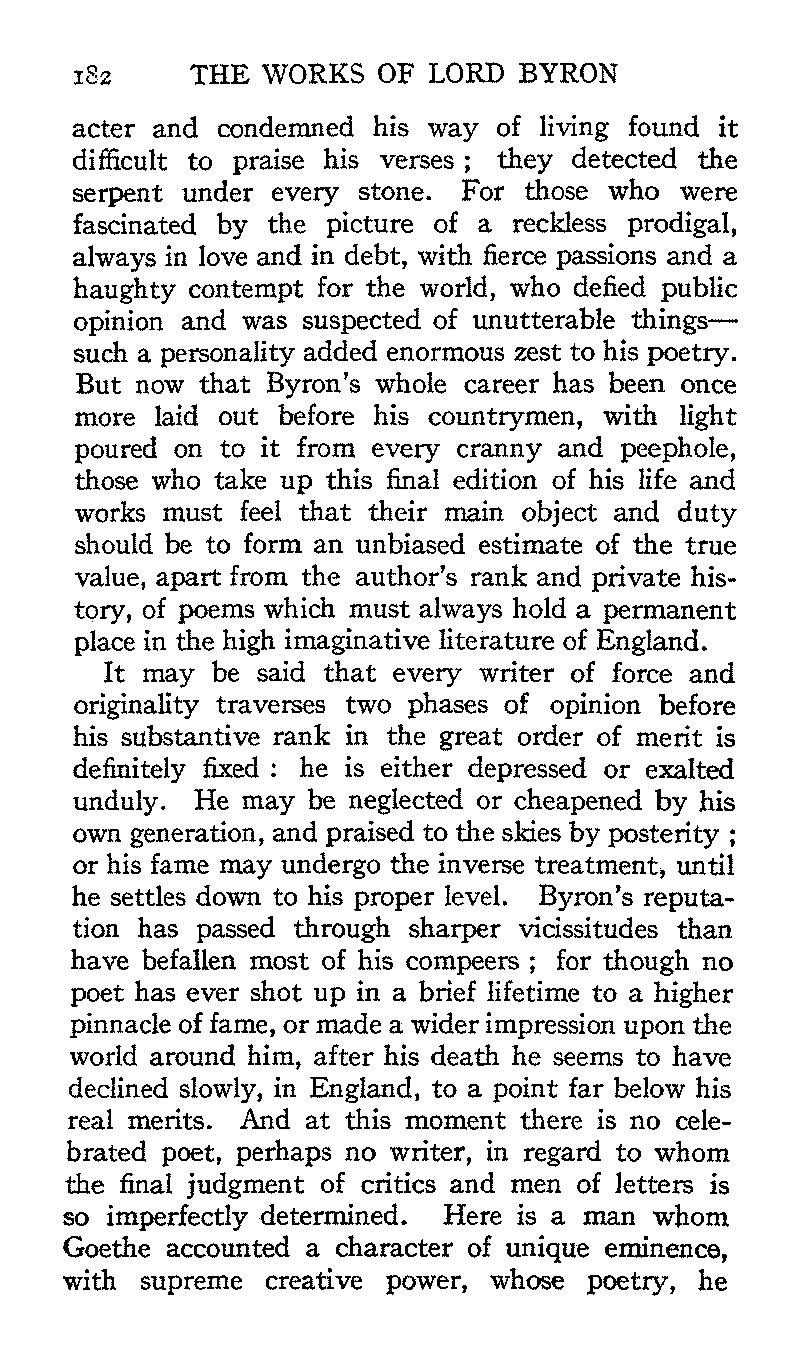 182 THE WORKS OF LORD BYRON
acter and condemned his way of living found it
difficult to praise his verses ; they detected the
serpent under every stone. For those who were
fascinated by the picture of a reckless prodigal,
always in love and in debt, with fierce passions and a
haughty contempt for the world, who defied public
opinion and was suspected of unutterable things—
such a personality added enormous zest to his poetry.
But now that Byron's whole career has been once
more laid out before his countrymen, with light
poured on to it from every cranny and peephole,
those who take up this final edition of his life and
works must feel that their main object and duty
should be to form an unbiased estimate of the true
value, apart from the author's rank and private his-
tory, of poems which must always hold a permanent
place in the high imaginative literature of England.
It may be said that every writer of force and
originality traverses two phases of opinion before
his substantive rank in the great order of merit is
definitely fixed : he is either depressed or exalted
unduly. He may be neglected or cheapened by his
own generation, and praised to the skies by posterity ;
or his fame may undergo the inverse treatment, until
he settles down to his proper level. Byron's reputa-
tion has passed through sharper vicissitudes than
have befallen most of his compeers ; for though no
poet has ever shot up in a brief lifetime to a higher
pinnacle of fame, or made a wider impression upon the
world around him, after his death he seems to have
declined slowly, in England, to a point far below his
real merits. And at this moment there is no cele-
brated poet, perhaps no writer, in regard to whom
the final judgment of critics and men of letters is
so imperfectly determined. Here is a man whom
Goethe accounted a character of unique eminence,
with supreme creative power, whose poetry, he